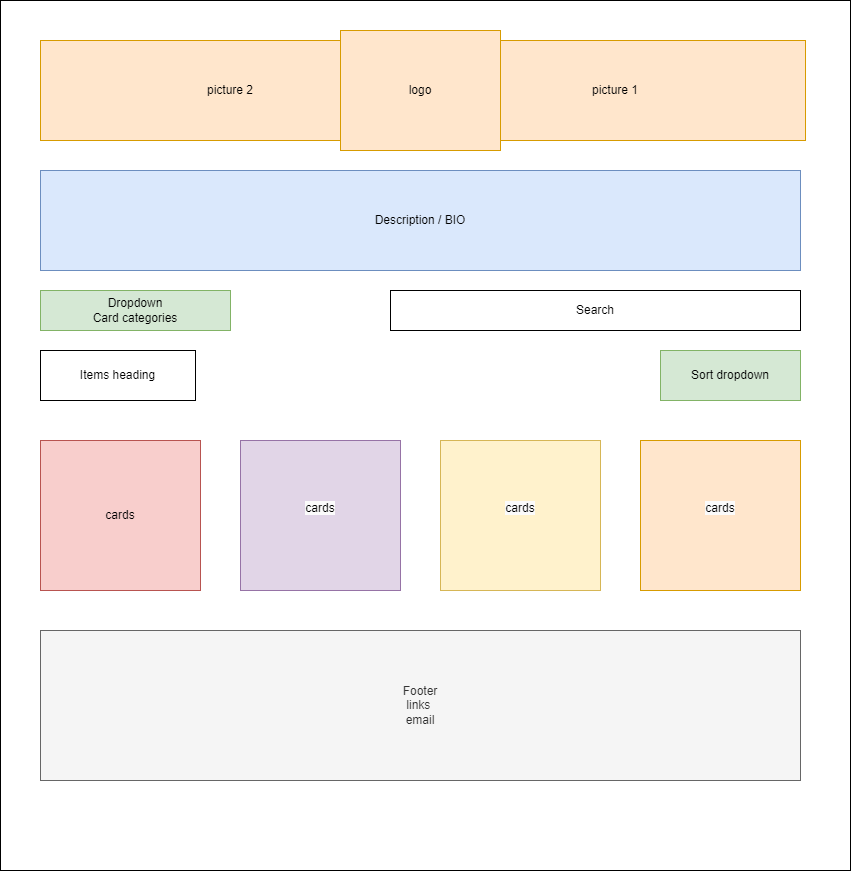 picture 2
logo
picture 1
Description / BIO
Dropdown
Card categories
Search
Items heading
Sort dropdown
cards
cards
cards
cards
Footer
links
email